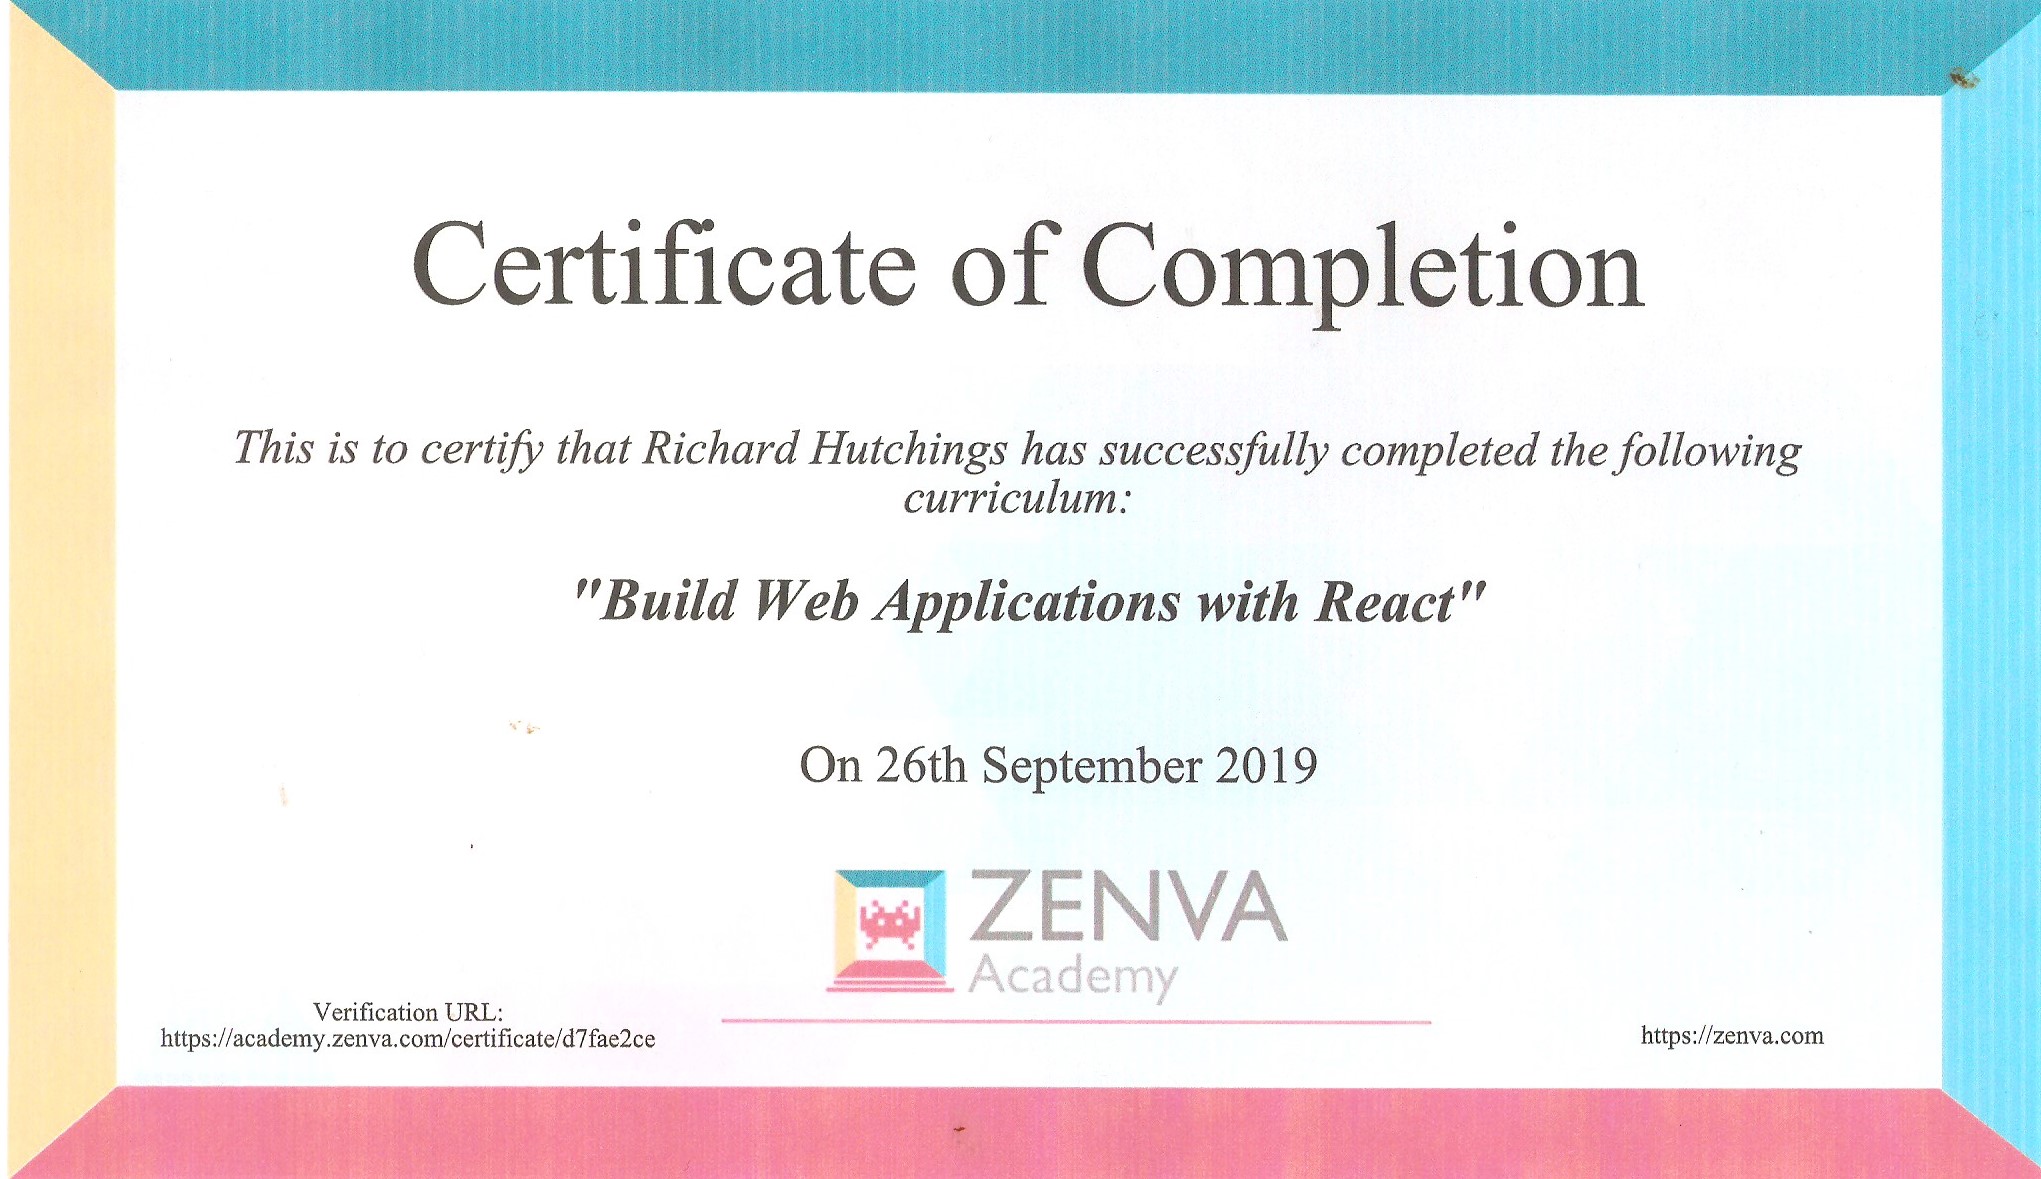 Certificate of Completion
This is to certify that Richard Hutchings has successfully completed the following
curriculum:
"Build Web Applications with React"
On 26th September 2019
ZENVA
Academy
Verification URL:
https://academy.zenva.com/certificate/d7fae2ce
https://zenva.com